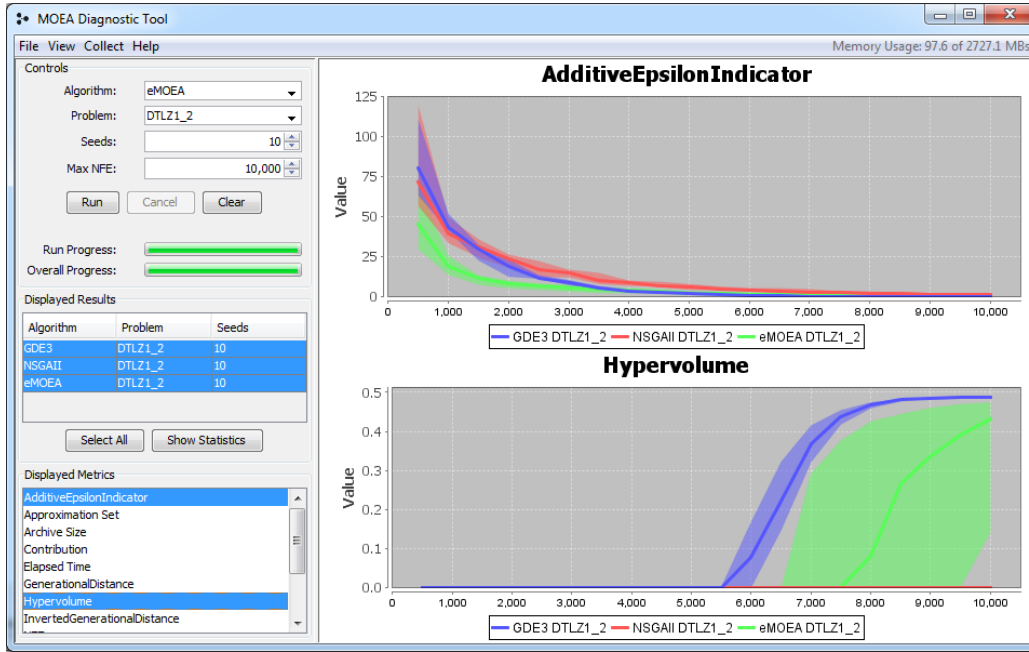 MOEA Diagnostic Tool
File View Collect Help
Memory Usage: 97.6 of 2727.1 MBs
Controls
Algorithm: eMOEA
Problem: DTLZ1_2
Seeds: 10
Max NFE: 10,000
Run Cancel Clear
Run Progress:
Overall Progress:
Displayed Results
Algorithm Problem Seeds
GDE3 DTLZ1_2 10
NSGAII DTLZ1_2 10
eMOEA DTLZ1_2 10
Select All Show Statistics
Displayed Metrics
AdditiveEpsilonIndicator
Approximation Set
Archive Size
Contribution
Elapsed Time
GenerationalDistance
Hypervolume
InvertedGenerationalDistance
AdditiveEpsilonIndicator
Value
125
100
75
50
25
0
0 1,000 2,000 3,000 4,000 5,000 6,000 7,000 8,000 9,000 10,000
GDE3 DTLZ1_2 NSGAII DTLZ1_2 eMOEA DTLZ1_2
Hypervolume
Value
0.5
0.4
0.3
0.2
0.1
0.0
0 1,000 2,000 3,000 4,000 5,000 6,000 7,000 8,000 9,000 10,000
GDE3 DTLZ1_2 NSGAII DTLZ1_2 eMOEA DTLZ1_2